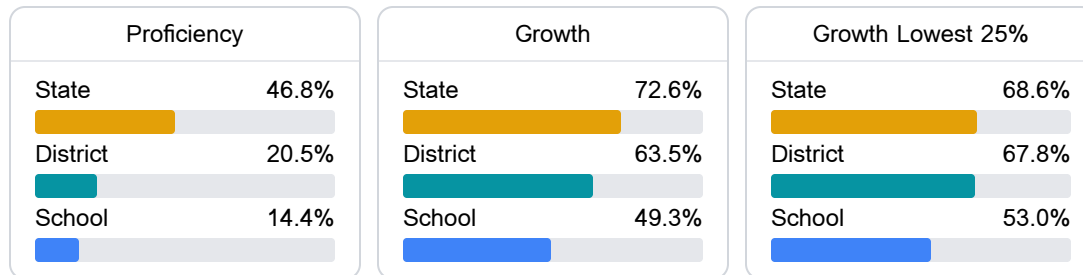 Proficiency
State 46.8%
District 20.5%
School 14.4%
Growth
State 72.6%
District 63.5%
School 49.3%
Growth Lowest 25%
State 68.6%
District 67.8%
School 53.0%